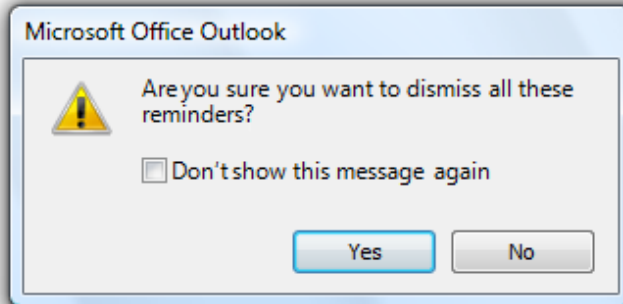 Microsoft Office Outlook
Are you sure you want to dismiss all these
reminders?
Don't show this message again
Yes
No